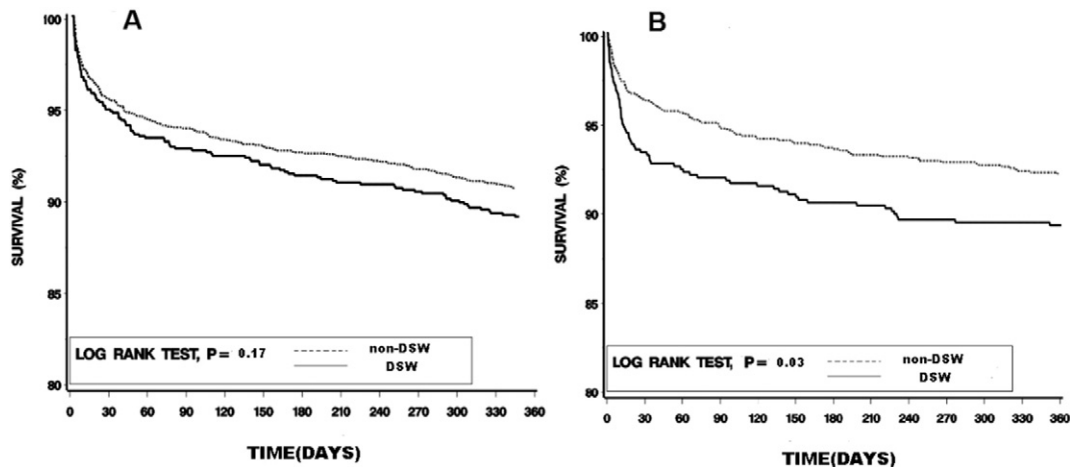 A
100
95
90
85
80
SURVIVAL (%)
LOG RANK TEST, P= 0.17
non-DSW
DSW
0 30 60 90 120 150 180 210 240 270 300 330 360
TIME(DAYS)
B
100
95
90
85
80
SURVIVAL (%)
LOG RANK TEST, P= 0.03
non-DSW
DSW
0 30 60 90 120 150 180 210 240 270 300 330 360
TIME(DAYS)